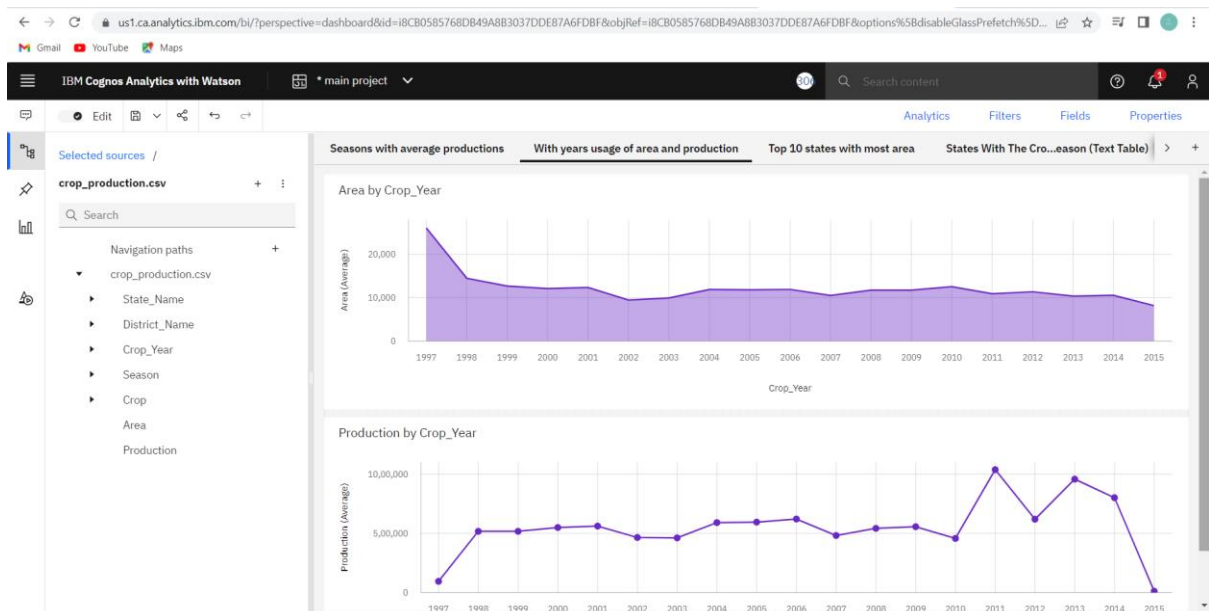 us1.ca.analytics.ibm.com/bi/?perspective=dashboard&id=i8CB0585768DB49A8B3037DDE87A6FDBF&objRef=i8CB0585768DB49A8B3037DDE87A6FDBF&options%5BdisableGlassPrefetch%5D...
Gmail YouTube Maps
IBM Cognos Analytics with Watson * main project Search content 1
Edit Analytics Filters Fields Properties
Selected sources / Seasons with average productions With years usage of area and production Top 10 states with most area States With The Cro...eason (Text Table) > +
crop_production.csv + ⋮
Search
Navigation paths +
crop_production.csv
State_Name
District_Name
Crop_Year
Season
Crop
Area
Production
Area by Crop_Year
Area (Average)
20,000
10,000
0
1997 1998 1999 2000 2001 2002 2003 2004 2005 2006 2007 2008 2009 2010 2011 2012 2013 2014 2015
Crop_Year
Production by Crop_Year
Production (Average)
10,00,000
5,00,000
0
1997 1998 1999 2000 2001 2002 2003 2004 2005 2006 2007 2008 2009 2010 2011 2012 2013 2014 2015